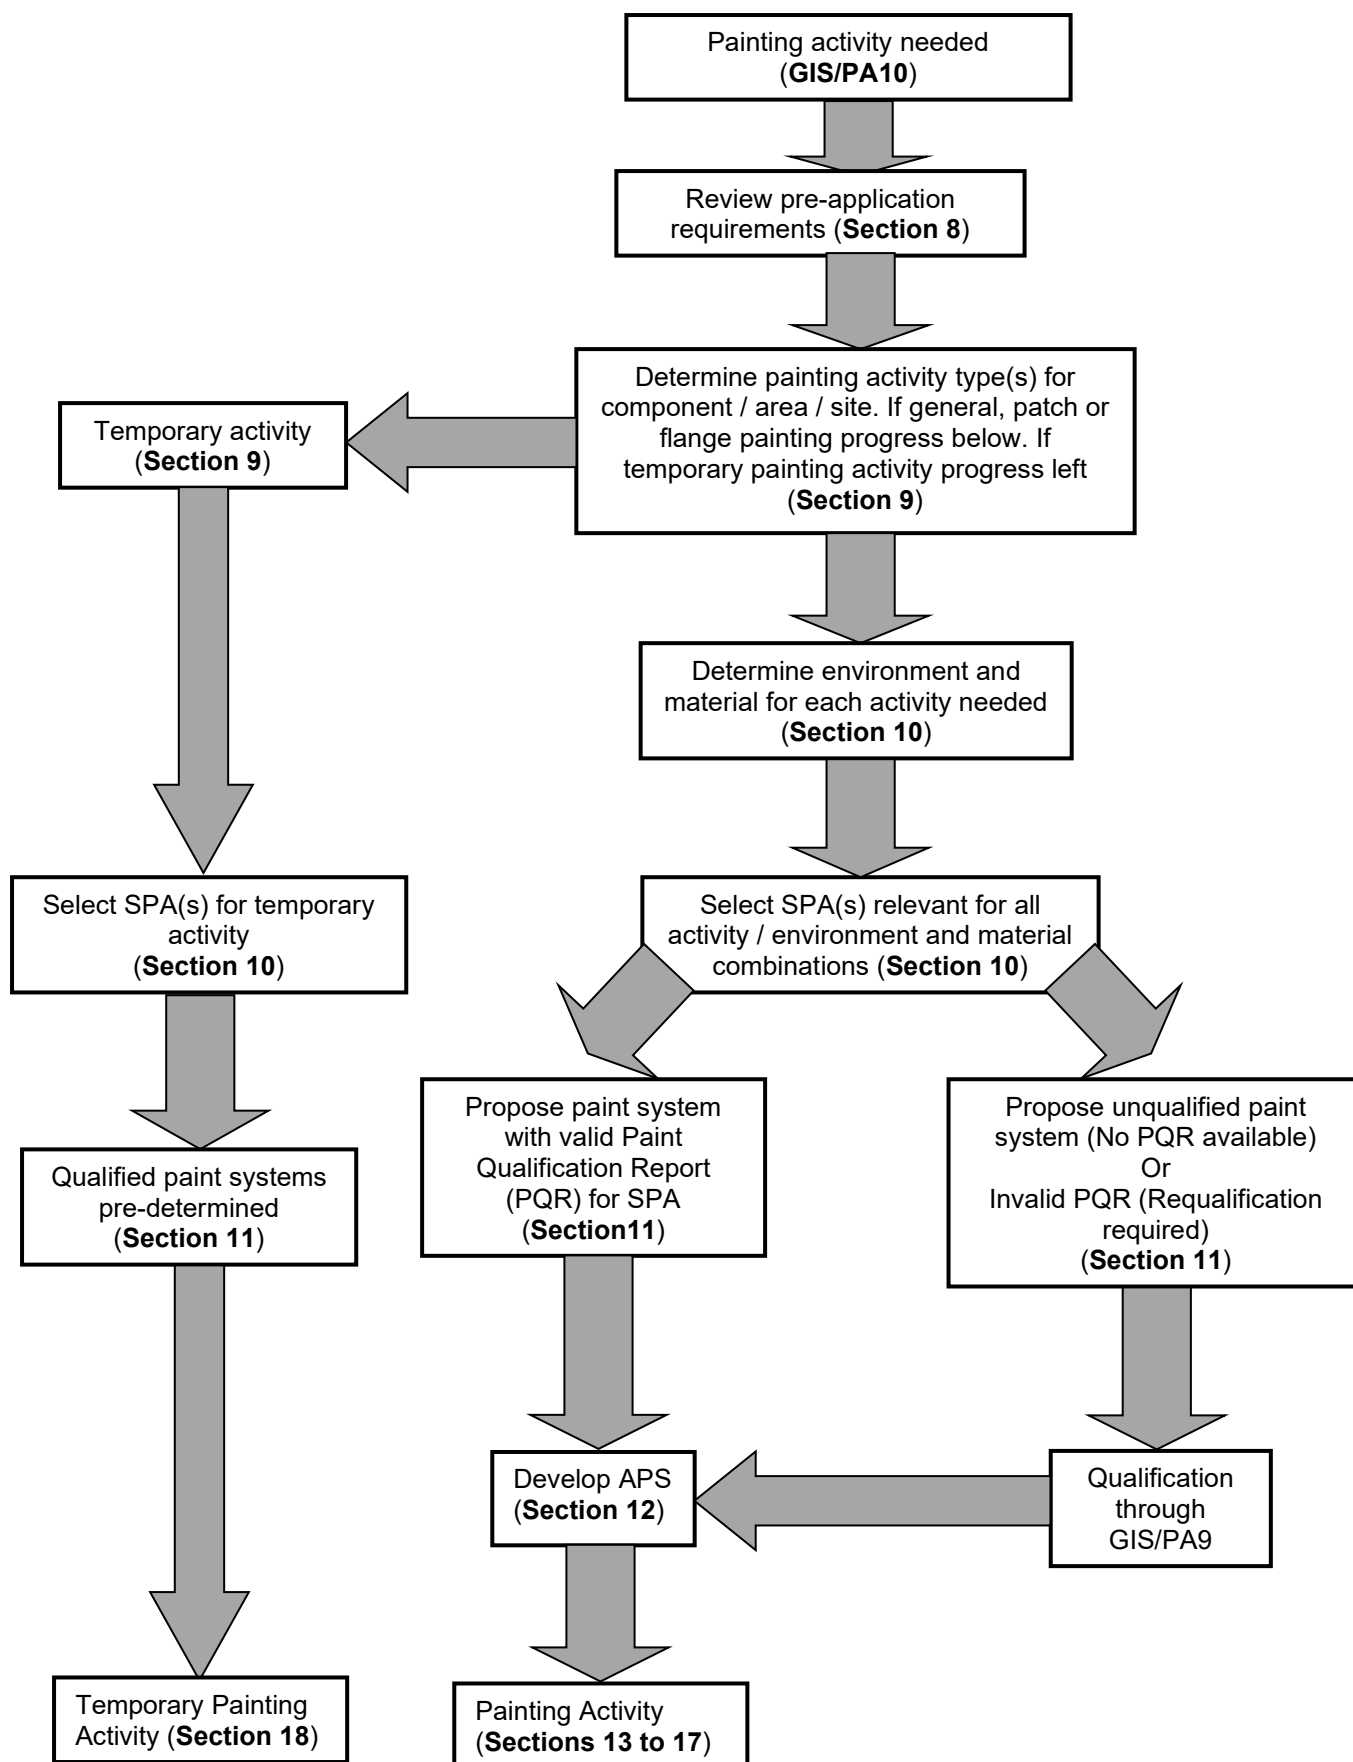 Painting activity needed
(GIS/PA10)
Review pre-application
requirements (Section 8)
Determine painting activity type(s) for
component / area / site. If general, patch or
flange painting progress below. If
temporary painting activity progress left
(Section 9)
Temporary activity
(Section 9)
Determine environment and
material for each activity needed
(Section 10)
Select SPA(s) for temporary
activity
(Section 10)
Select SPA(s) relevant for all
activity / environment and material
combinations (Section 10)
Qualified paint systems
pre-determined
(Section 11)
Propose paint system
with valid Paint
Qualification Report
(PQR) for SPA
(Section11)
Propose unqualified paint
system (No PQR available)
Or
Invalid PQR (Requalification
required)
(Section 11)
Develop APS
(Section 12)
Qualification
through
GIS/PA9
Temporary Painting
Activity (Section 18)
Painting Activity
(Sections 13 to 17)